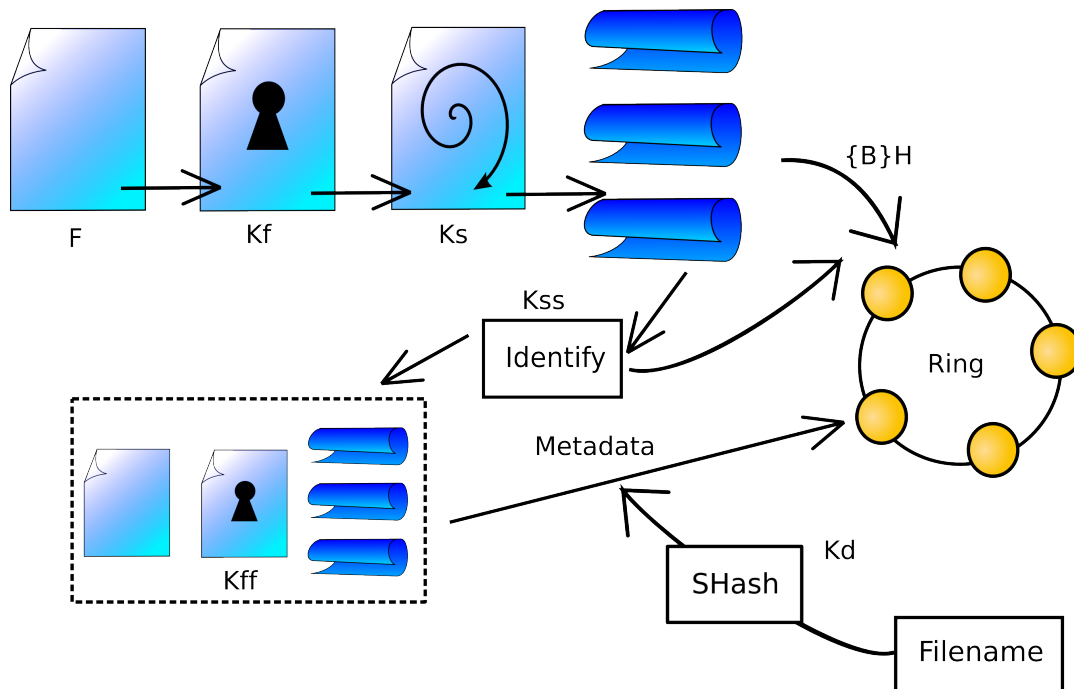 F
Kf
Ks
{B}H
Kss
Identify
Ring
Metadata
Kff
Kd
SHash
Filename